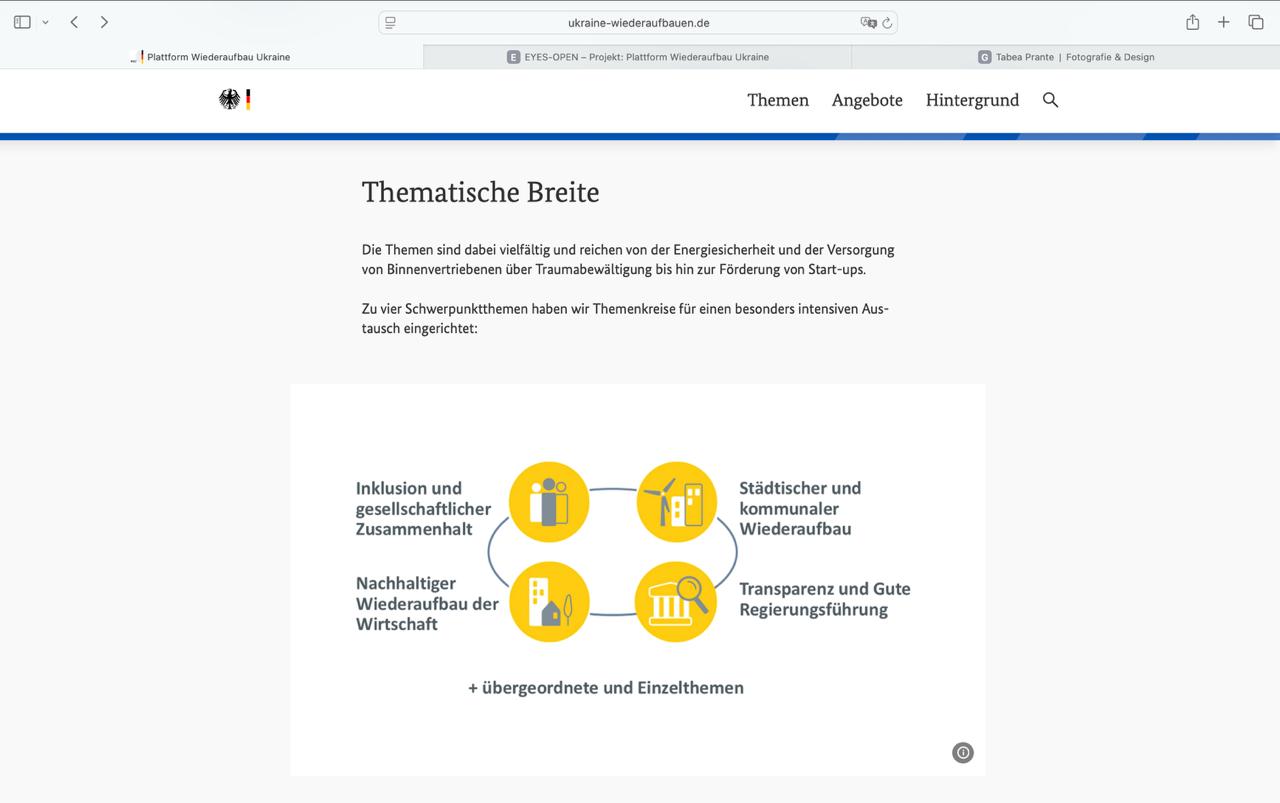 ukraine-wiederaufbauen.de
Plattform Wiederaufbau Ukraine
E EYES-OPEN – Projekt: Plattform Wiederaufbau Ukraine
G Tabea Prante | Fotografie & Design
Themen Angebote Hintergrund
Thematische Breite
Die Themen sind dabei vielfältig und reichen von der Energiesicherheit und der Versorgung
von Binnenvertriebenen über Traumabewältigung bis hin zur Förderung von Start-ups.
Zu vier Schwerpunktthemen haben wir Themenkreise für einen besonders intensiven Aus-
tausch eingerichtet:
Inklusion und
gesellschaftlicher
Zusammenhalt
Städtischer und
kommunaler
Wiederaufbau
Nachhaltiger
Wiederaufbau der
Wirtschaft
Transparenz und Gute
Regierungsführung
+ übergeordnete und Einzelthemen